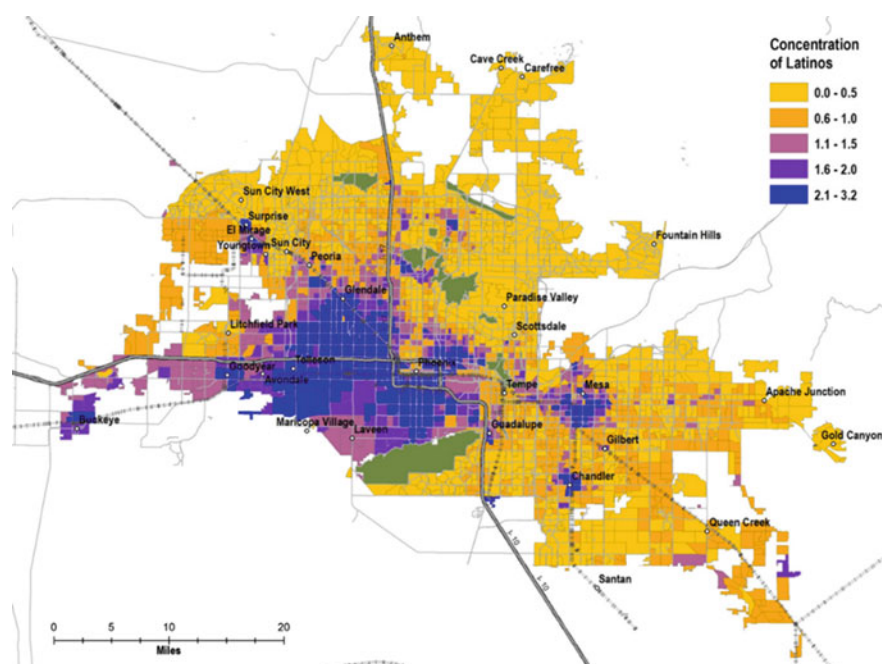 Anthem
Cave Creek
Carefree
Concentration
of Latinos
0.0 - 0.5
0.6 - 1.0
1.1 - 1.5
1.6 - 2.0
2.1 - 3.2
Sun City West
Surprise
El Mirage
Youngtown
Sun City
Peoria
Fountain Hills
Glendale
Paradise Valley
Litchfield Park
Scottsdale
Goodyear
Tolleson
Avondale
Phoenix
Tempe
Mesa
Apache Junction
Buckeye
Maricopa Village
Laveen
Guadalupe
Gilbert
Gold Canyon
Chandler
Queen Creek
I- 10
Santan
I- 10
0 5 10 20
Miles